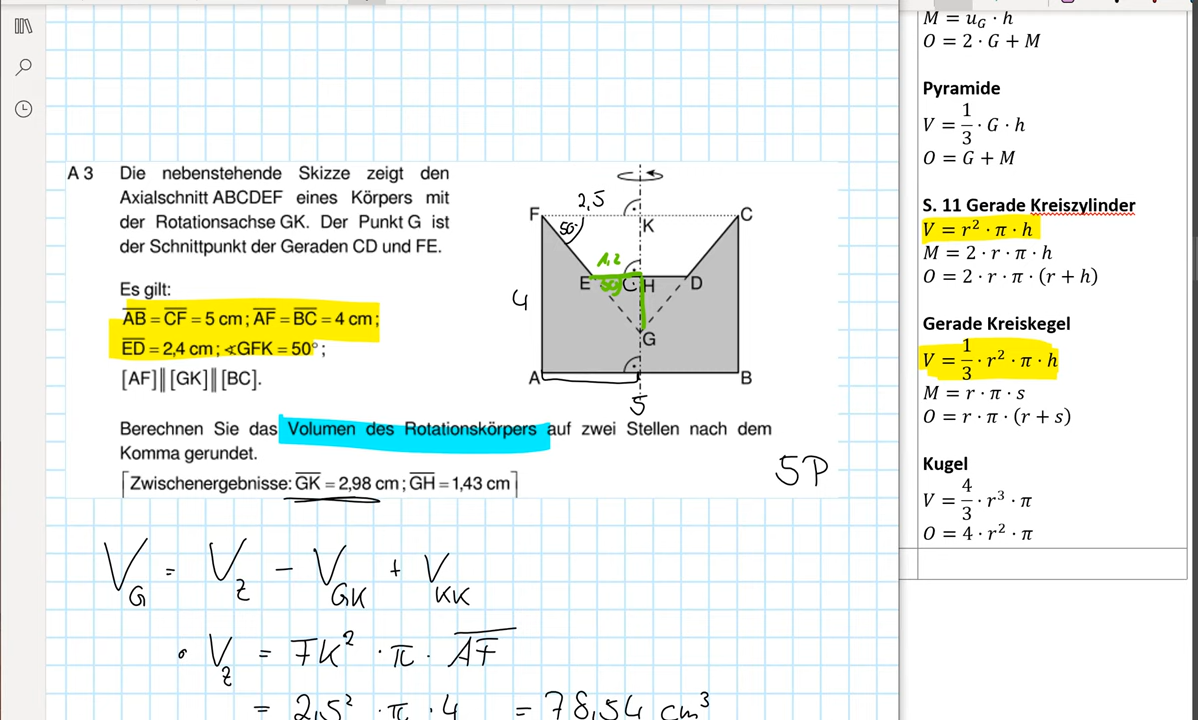 A 3 Die nebenstehende Skizze zeigt den
Axialschnitt ABCDEF eines Körpers mit
der Rotationsachse GK. Der Punkt G ist
der Schnittpunkt der Geraden CD und FE.
Es gilt:
AB = CF = 5 cm; AF = BC = 4 cm;
ED = 2,4 cm; ∢GFK = 50°;
[AF]∥[GK]∥[BC].
2,5
F
K
C
50°
1,2
E
50°
H
D
4
G
A
B
5
Berechnen Sie das Volumen des Rotationskörpers auf zwei Stellen nach dem
Komma gerundet.
[Zwischenergebnisse: GK = 2,98 cm; GH = 1,43 cm]
5P
V_G = V_Z - V_GK + V_KK
• V_Z = FK² · π · AF
= 2,5² · π · 4 = 78,54 cm³
M = u_G · h
O = 2 · G + M
Pyramide
V = 1/3 · G · h
O = G + M
S. 11 Gerade Kreiszylinder
V = r² · π · h
M = 2 · r · π · h
O = 2 · r · π · (r + h)
Gerade Kreiskegel
V = 1/3 · r² · π · h
M = r · π · s
O = r · π · (r + s)
Kugel
V = 4/3 · r³ · π
O = 4 · r² · π